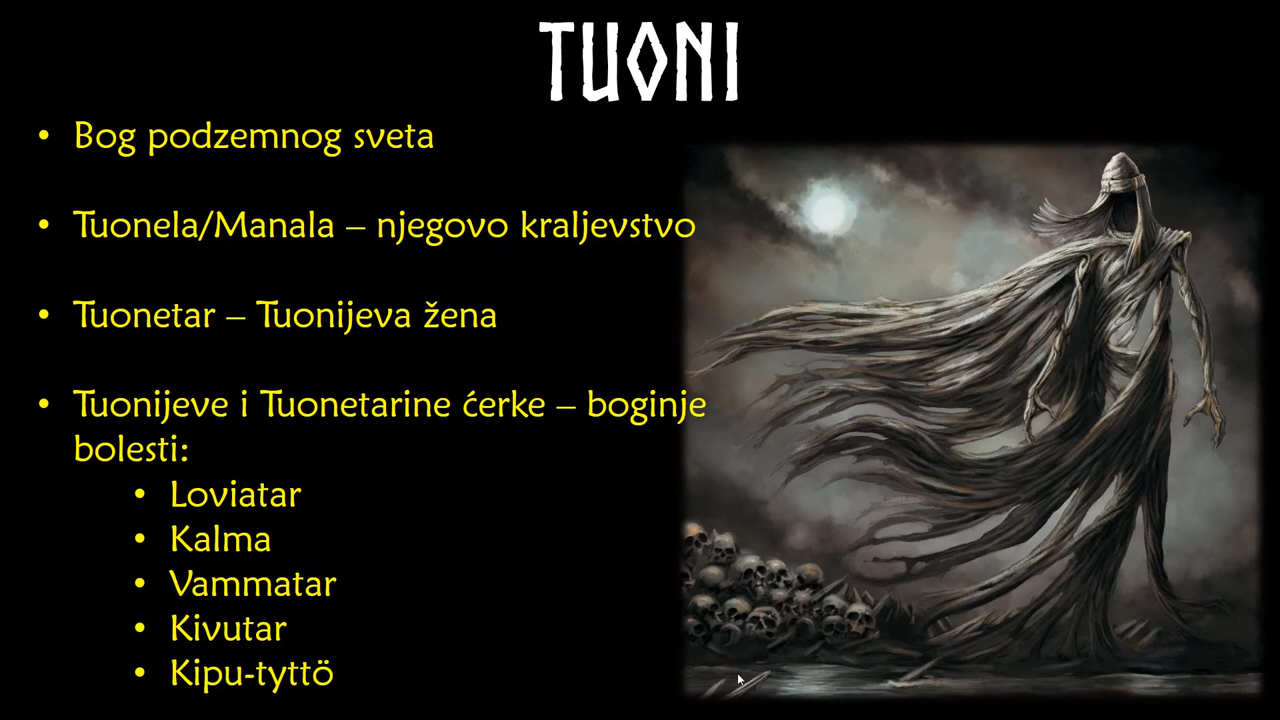 TUONI
• Bog podzemnog sveta
• Tuonela/Manala – njegovo kraljevstvo
• Tuonetar – Tuonijeva žena
• Tuonijeve i Tuonetarine ćerke – boginje
bolesti:
• Loviatar
• Kalma
• Vammatar
• Kivutar
• Kipu-tyttö